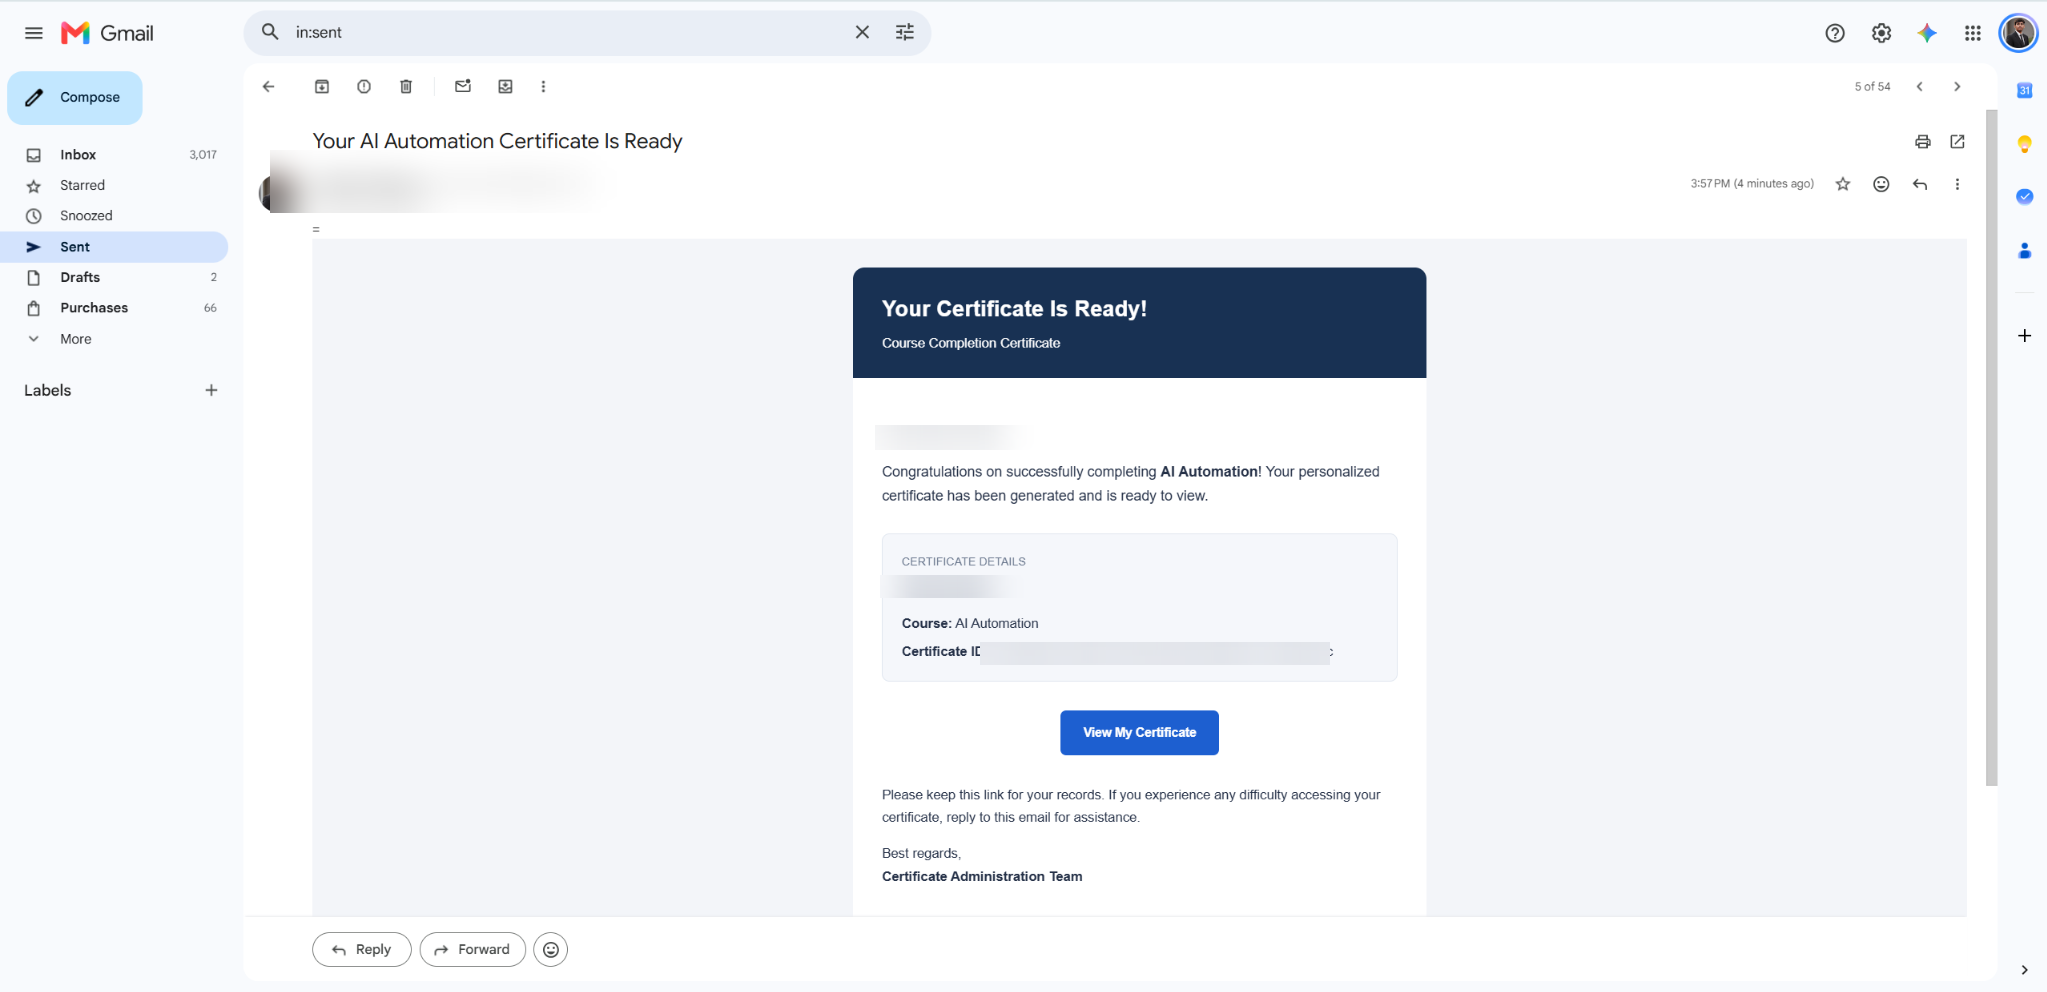 Gmail
in:sent
Compose
5 of 54
31
Your AI Automation Certificate Is Ready
Inbox 3,017
Starred
3:57 PM (4 minutes ago)
Snoozed
=
Sent
Drafts 2
Purchases 66
More
Labels
Your Certificate Is Ready!
Course Completion Certificate
Congratulations on successfully completing AI Automation! Your personalized
certificate has been generated and is ready to view.
CERTIFICATE DETAILS
Course: AI Automation
Certificate ID
View My Certificate
Please keep this link for your records. If you experience any difficulty accessing your
certificate, reply to this email for assistance.
Best regards,
Certificate Administration Team
Reply
Forward